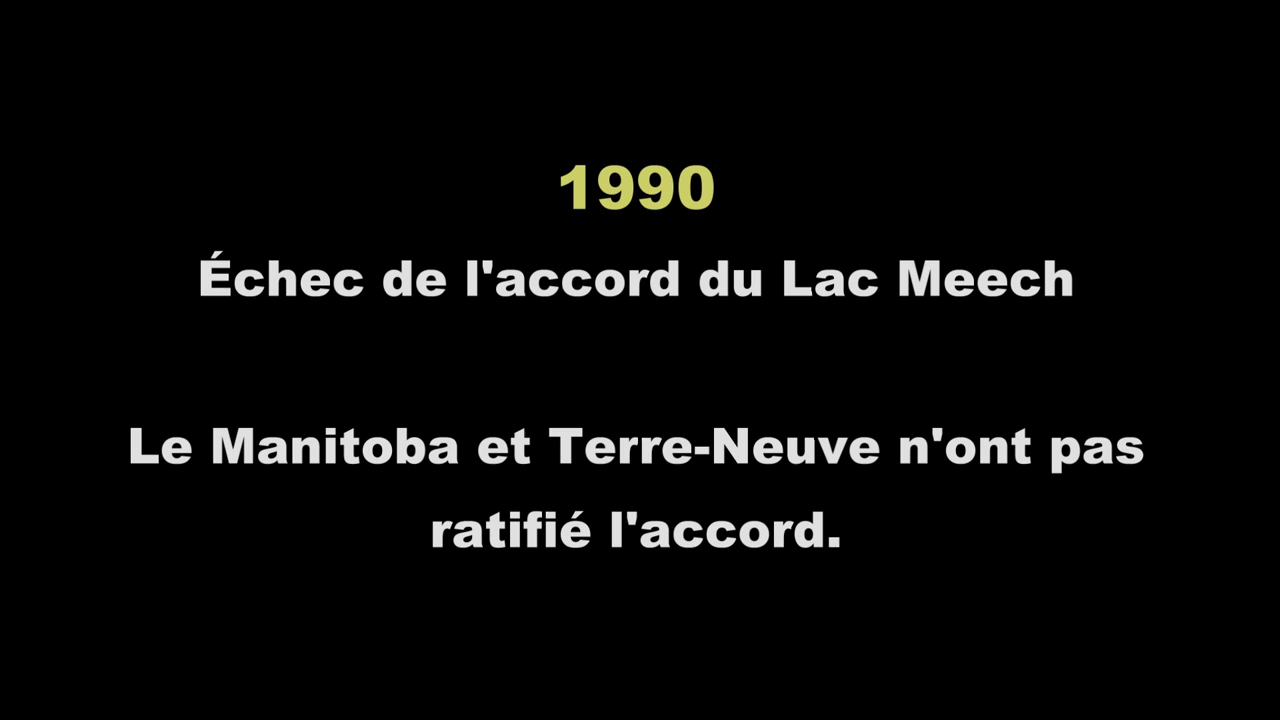 1990
Échec de l'accord du Lac Meech
Le Manitoba et Terre-Neuve n'ont pas
ratifié l'accord.